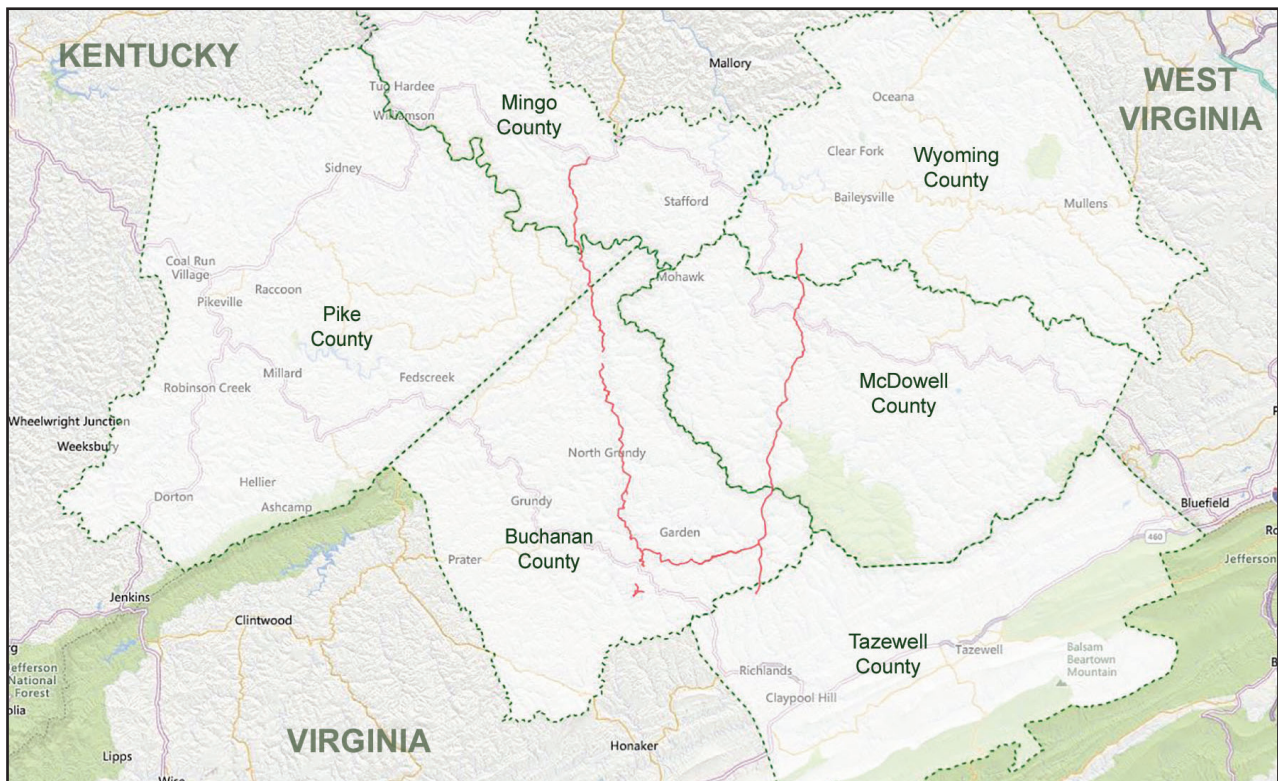 KENTUCKY
Mallory
WEST
VIRGINIA
Tug Hardee
Williamson
Mingo
County
Oceana
Clear Fork
Wyoming
County
Sidney
Baileysville
Stafford
Mullens
Coal Run
Village
Raccoon
Pikeville
Mohawk
Pike
County
Millard
Fedscreek
Robinson Creek
McDowell
County
Wheelwright Junction
Weeksbury
North Grundy
Hellier
Dorton
Ashcamp
Grundy
Garden
Bluefield
Buchanan
County
460
Prater
Jefferson
Jenkins
Clintwood
Tazewell
County
Tazewell
Balsam
Beartown
Mountain
Richlands
Claypool Hill
Jefferson
National
Forest
VIRGINIA
Honaker
Lipps